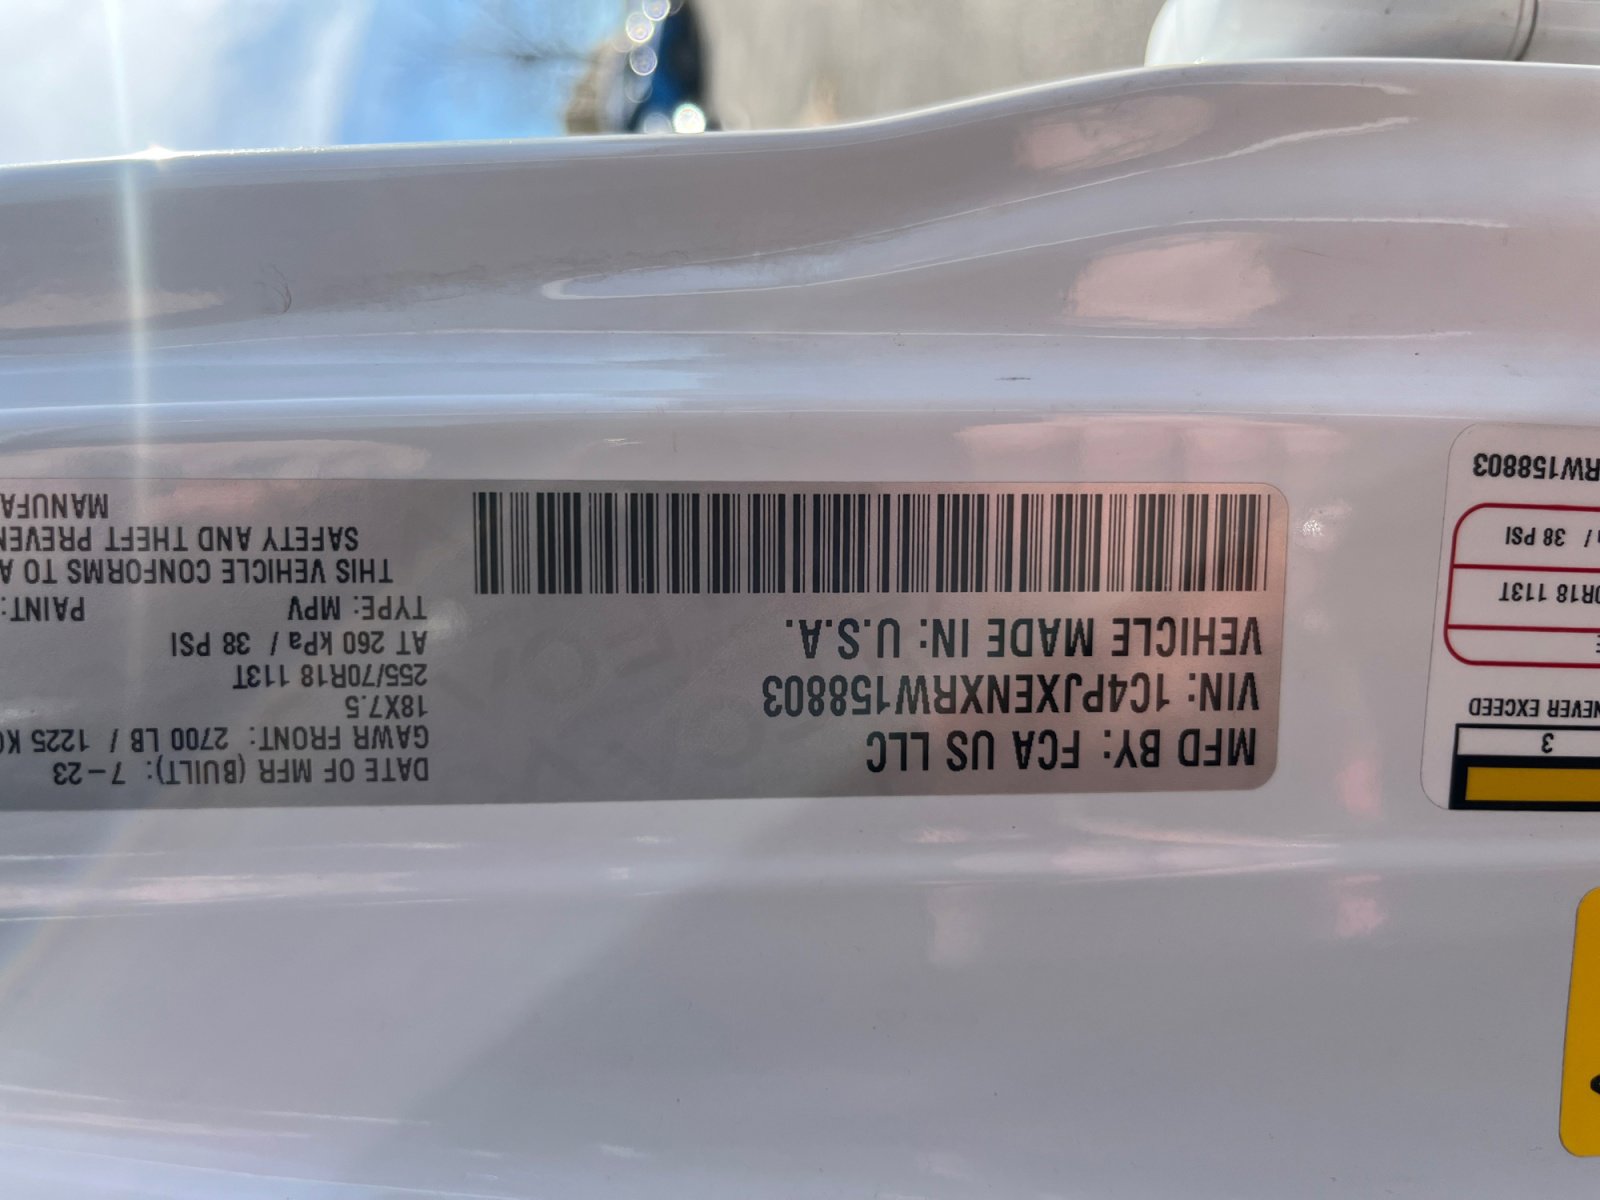 MFD BY: FCA US LLC
VIN: 1C4PJXENXRW158803
VEHICLE MADE IN: U.S.A.
DATE OF MFR (BUILT): 7-23
GAWR FRONT: 2700 LB / 1225 KG
18X7.5
255/70R18 113T
AT 260 kPa / 38 PSI
TYPE: MPV PAINT:
THIS VEHICLE CONFORMS TO A
SAFETY AND THEFT PREVEN
MANUFA
3
NEVER EXCEED
0R18 113T
/ 38 PSI
RW158803